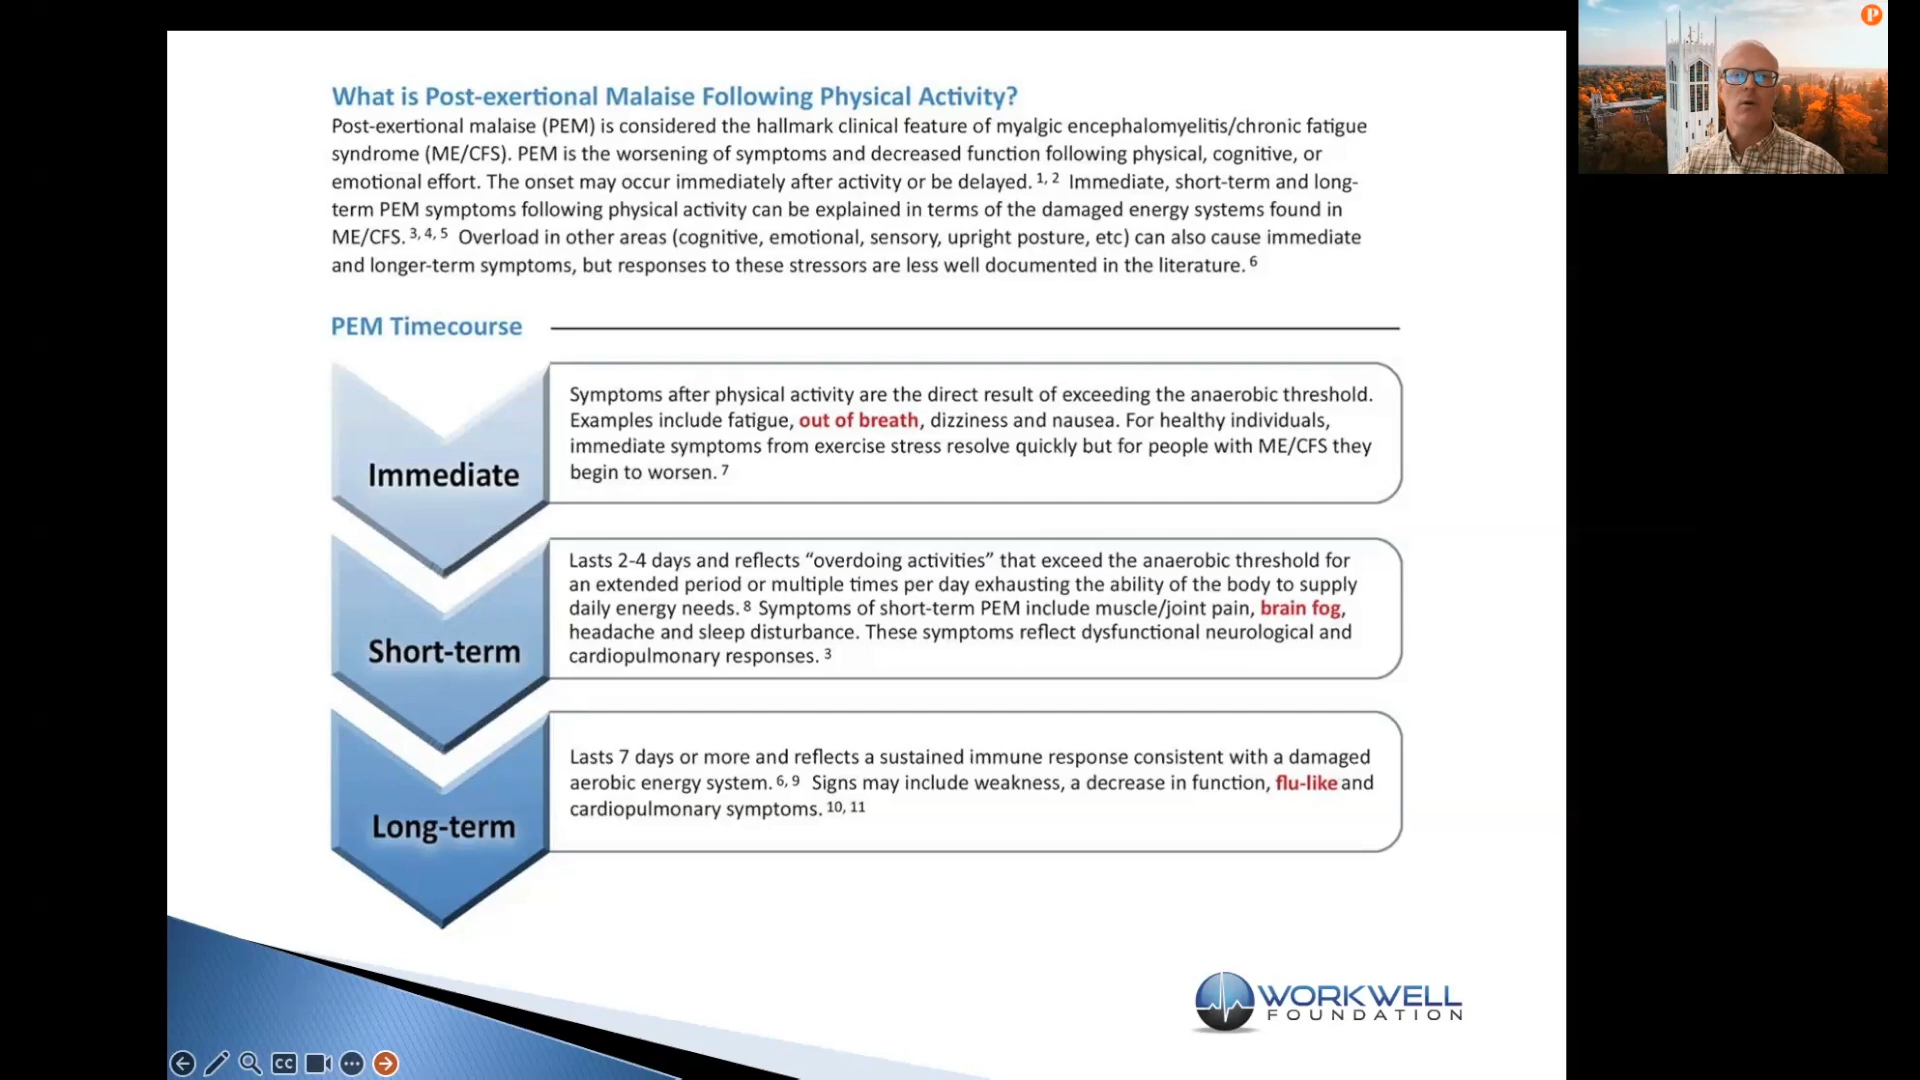 What is Post-exertional Malaise Following Physical Activity?
Post-exertional malaise (PEM) is considered the hallmark clinical feature of myalgic encephalomyelitis/chronic fatigue
syndrome (ME/CFS). PEM is the worsening of symptoms and decreased function following physical, cognitive, or
emotional effort. The onset may occur immediately after activity or be delayed. 1, 2 Immediate, short-term and long-
term PEM symptoms following physical activity can be explained in terms of the damaged energy systems found in
ME/CFS. 3, 4, 5 Overload in other areas (cognitive, emotional, sensory, upright posture, etc) can also cause immediate
and longer-term symptoms, but responses to these stressors are less well documented in the literature. 6
PEM Timecourse
Immediate
Symptoms after physical activity are the direct result of exceeding the anaerobic threshold.
Examples include fatigue, out of breath, dizziness and nausea. For healthy individuals,
immediate symptoms from exercise stress resolve quickly but for people with ME/CFS they
begin to worsen. 7
Short-term
Lasts 2-4 days and reflects “overdoing activities” that exceed the anaerobic threshold for
an extended period or multiple times per day exhausting the ability of the body to supply
daily energy needs. 8 Symptoms of short-term PEM include muscle/joint pain, brain fog,
headache and sleep disturbance. These symptoms reflect dysfunctional neurological and
cardiopulmonary responses. 3
Long-term
Lasts 7 days or more and reflects a sustained immune response consistent with a damaged
aerobic energy system. 6, 9 Signs may include weakness, a decrease in function, flu-like and
cardiopulmonary symptoms. 10, 11
WORKWELL
FOUNDATION
CC
P